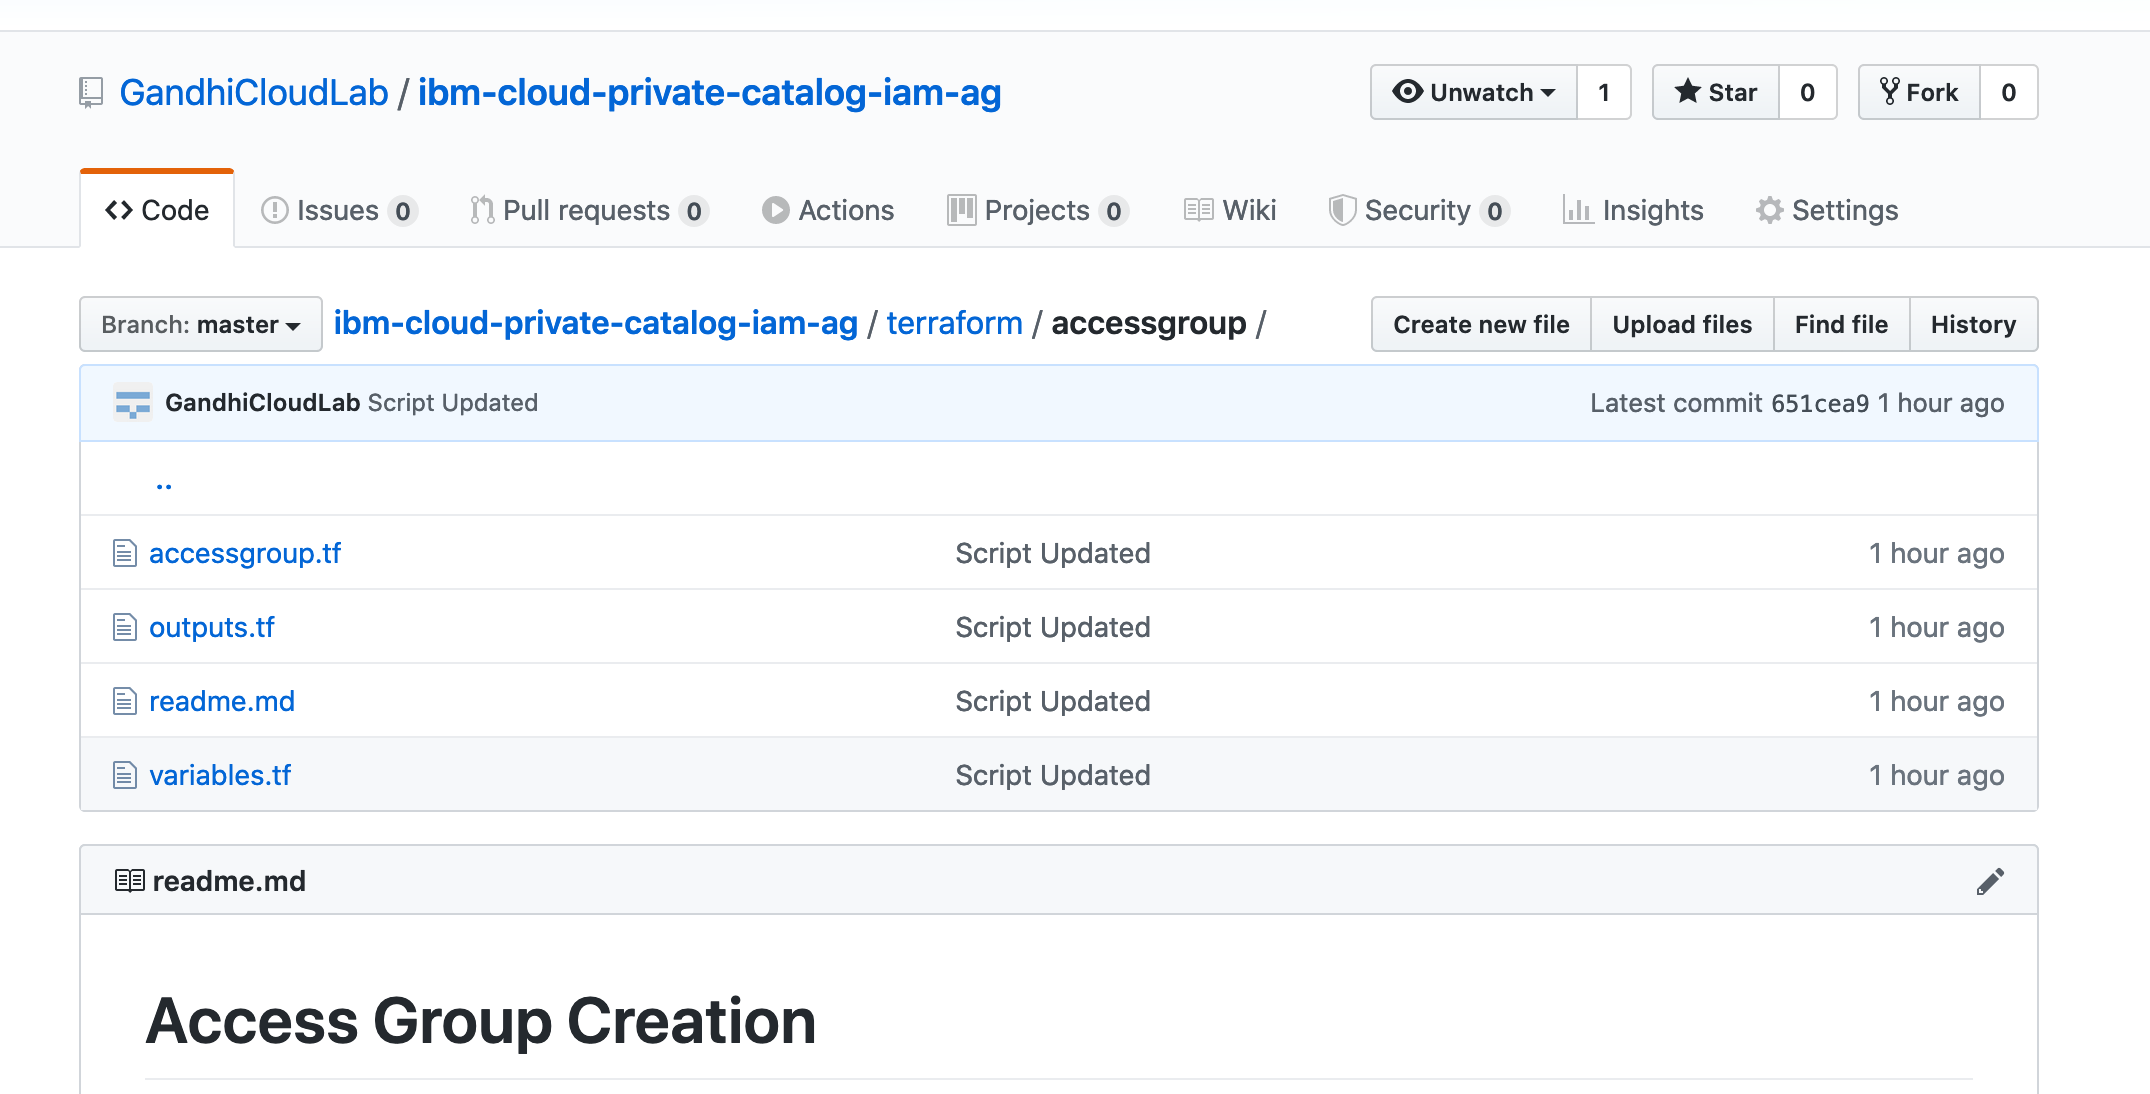 GandhiCloudLab / ibm-cloud-private-catalog-iam-ag Unwatch 1 Star 0 Fork 0
Code Issues 0 Pull requests 0 Actions Projects 0 Wiki Security 0 Insights Settings
Branch: master ibm-cloud-private-catalog-iam-ag / terraform / accessgroup / Create new file Upload files Find file History
GandhiCloudLab Script Updated Latest commit 651cea9 1 hour ago
..
accessgroup.tf Script Updated 1 hour ago
outputs.tf Script Updated 1 hour ago
readme.md Script Updated 1 hour ago
variables.tf Script Updated 1 hour ago
readme.md
Access Group Creation